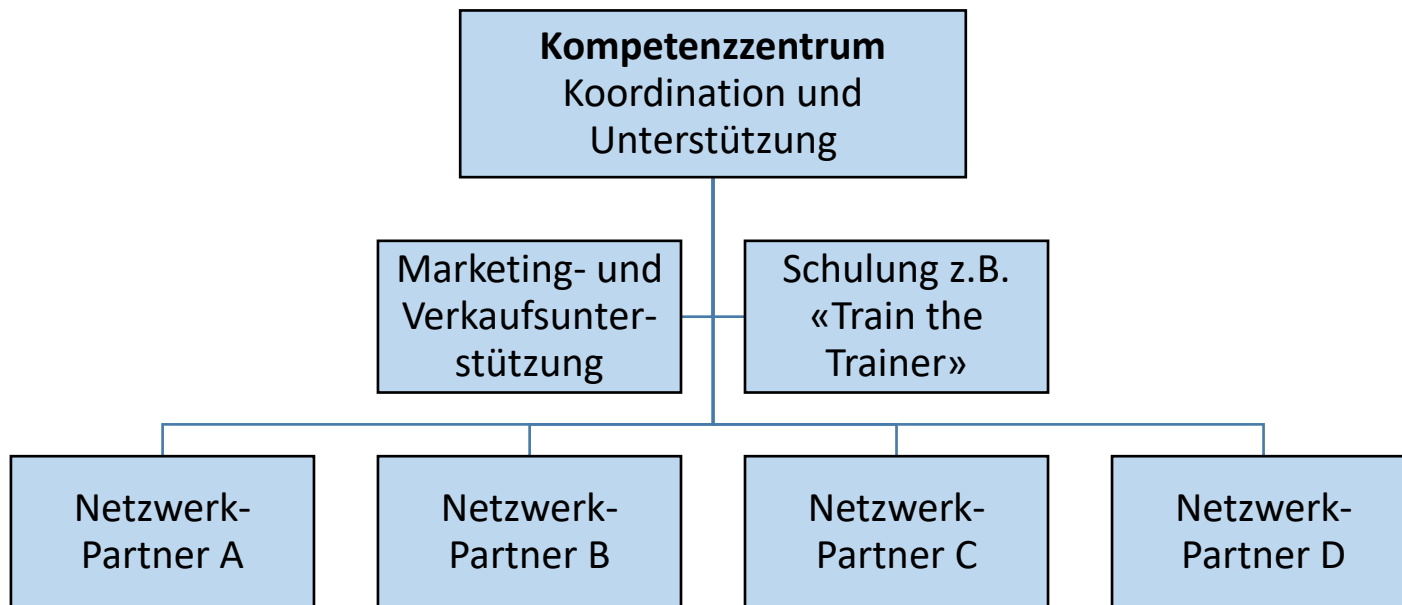 Kompetenzzentrum
Koordination und
Unterstützung
Marketing- und
Verkaufsunter-
stützung
Schulung z.B.
«Train the
Trainer»
Netzwerk-
Partner A
Netzwerk-
Partner B
Netzwerk-
Partner C
Netzwerk-
Partner D